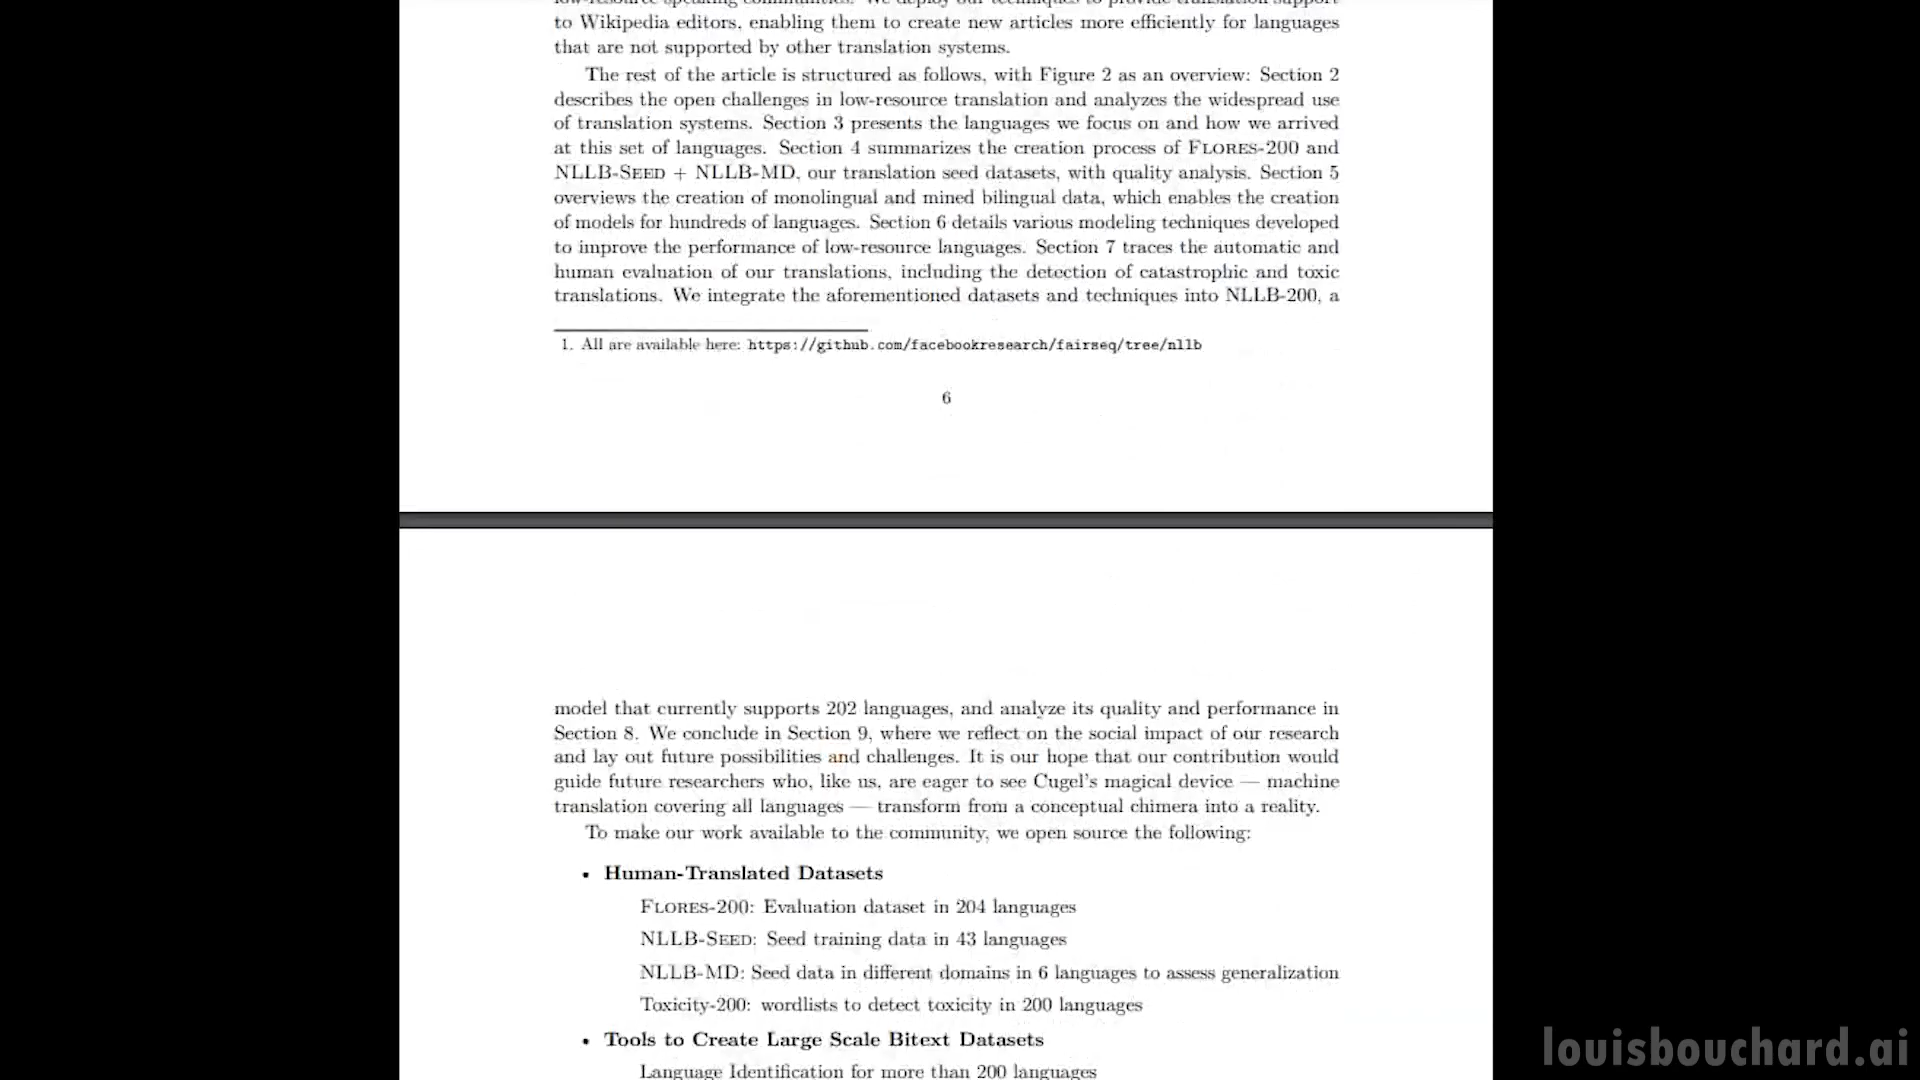 to Wikipedia editors, enabling them to create new articles more efficiently for languages
that are not supported by other translation systems.
The rest of the article is structured as follows, with Figure 2 as an overview: Section 2
describes the open challenges in low-resource translation and analyzes the widespread use
of translation systems. Section 3 presents the languages we focus on and how we arrived
at this set of languages. Section 4 summarizes the creation process of FLORES-200 and
NLLB-SEED + NLLB-MD, our translation seed datasets, with quality analysis. Section 5
overviews the creation of monolingual and mined bilingual data, which enables the creation
of models for hundreds of languages. Section 6 details various modeling techniques developed
to improve the performance of low-resource languages. Section 7 traces the automatic and
human evaluation of our translations, including the detection of catastrophic and toxic
translations. We integrate the aforementioned datasets and techniques into NLLB-200, a
1. All are available here: https://github.com/facebookresearch/fairseq/tree/nllb
6
model that currently supports 202 languages, and analyze its quality and performance in
Section 8. We conclude in Section 9, where we reflect on the social impact of our research
and lay out future possibilities and challenges. It is our hope that our contribution would
guide future researchers who, like us, are eager to see Cugel's magical device — machine
translation covering all languages — transform from a conceptual chimera into a reality.
To make our work available to the community, we open source the following:
• Human-Translated Datasets
FLORES-200: Evaluation dataset in 204 languages
NLLB-SEED: Seed training data in 43 languages
NLLB-MD: Seed data in different domains in 6 languages to assess generalization
Toxicity-200: wordlists to detect toxicity in 200 languages
• Tools to Create Large Scale Bitext Datasets
Language Identification for more than 200 languages
louisbouchard.ai